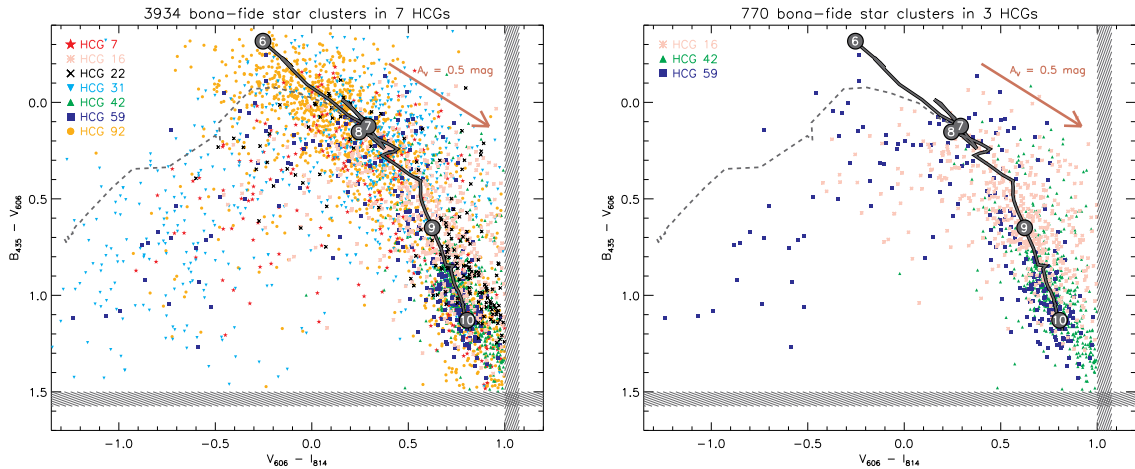 3934 bona-fide star clusters in 7 HCGs
HCG 7
HCG 16
HCG 22
HCG 31
HCG 42
HCG 59
HCG 92
Av = 0.5 mag
6
7
8
9
10
0.0
0.5
1.0
1.5
B435 - V606
-1.0 -0.5 0.0 0.5 1.0
V606 - I814
770 bona-fide star clusters in 3 HCGs
HCG 16
HCG 42
HCG 59
Av = 0.5 mag
6
7
8
9
10
0.0
0.5
1.0
1.5
B435 - V606
-1.0 -0.5 0.0 0.5 1.0
V606 - I814